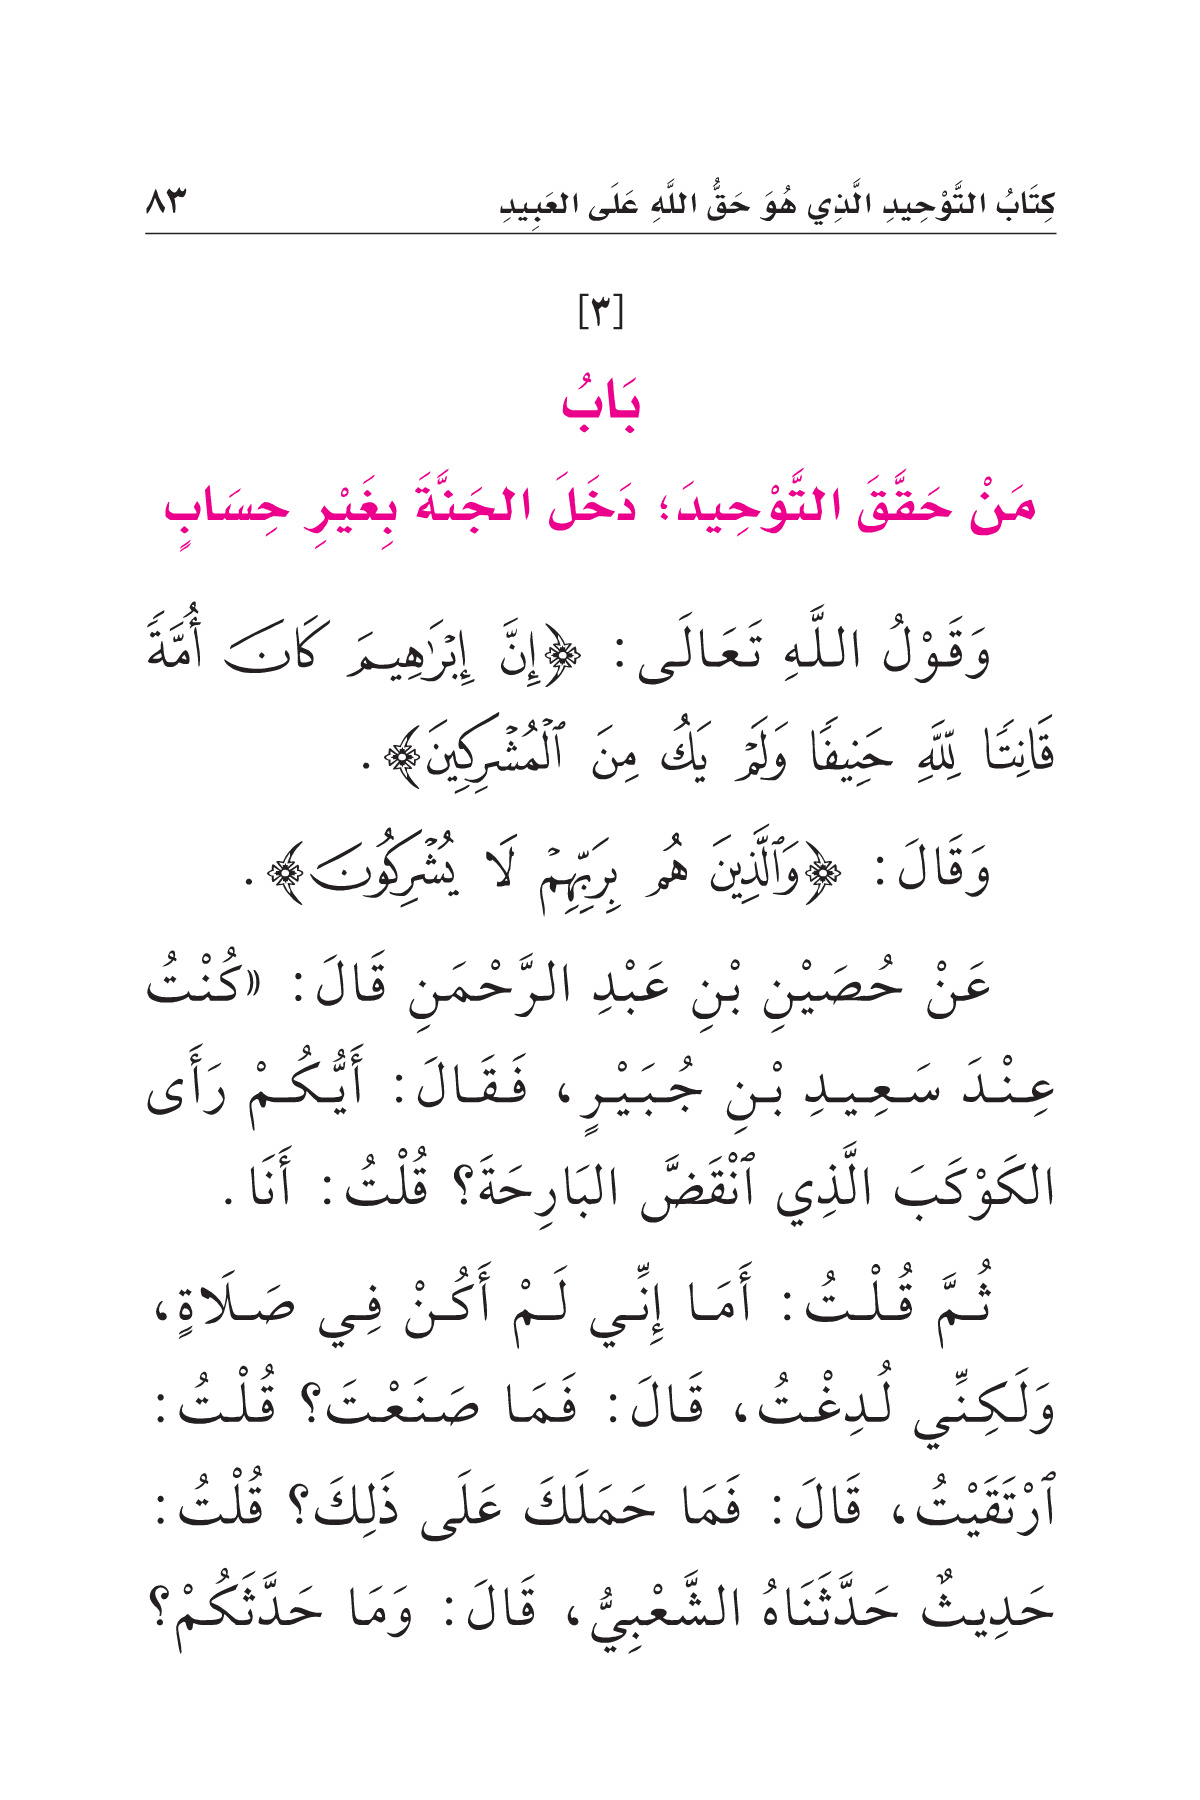 كِتَابُ التَّوْحِيدِ الَّذِي هُوَ حَقُّ اللَّهِ عَلَى العَبِيدِ ٨٣
[٣]
بَابُ
مَنْ حَقَّقَ التَّوْحِيدَ؛ دَخَلَ الجَنَّةَ بِغَيْرِ حِسَابٍ
وَقَوْلُ اللَّهِ تَعَالَى: ﴿إِنَّ إِبْرَٰهِيمَ كَانَ أُمَّةً
قَانِتًا لِّلَّهِ حَنِيفًا وَلَمْ يَكُ مِنَ ٱلْمُشْرِكِينَ﴾.
وَقَالَ: ﴿وَٱلَّذِينَ هُم بِرَبِّهِمْ لَا يُشْرِكُونَ﴾.
عَنْ حُصَيْنِ بْنِ عَبْدِ الرَّحْمَنِ قَالَ: «كُنْتُ
عِنْدَ سَعِيدِ بْنِ جُبَيْرٍ، فَقَالَ: أَيُّكُمْ رَأَى
الكَوْكَبَ الَّذِي ٱنْقَضَّ البَارِحَةَ؟ قُلْتُ: أَنَا.
ثُمَّ قُلْتُ: أَمَا إِنِّي لَمْ أَكُنْ فِي صَلَاةٍ،
وَلَكِنِّي لُدِغْتُ، قَالَ: فَمَا صَنَعْتَ؟ قُلْتُ:
ٱرْتَقَيْتُ، قَالَ: فَمَا حَمَلَكَ عَلَى ذَلِكَ؟ قُلْتُ:
حَدِيثٌ حَدَّثَنَاهُ الشَّعْبِيُّ، قَالَ: وَمَا حَدَّثَكُمْ؟